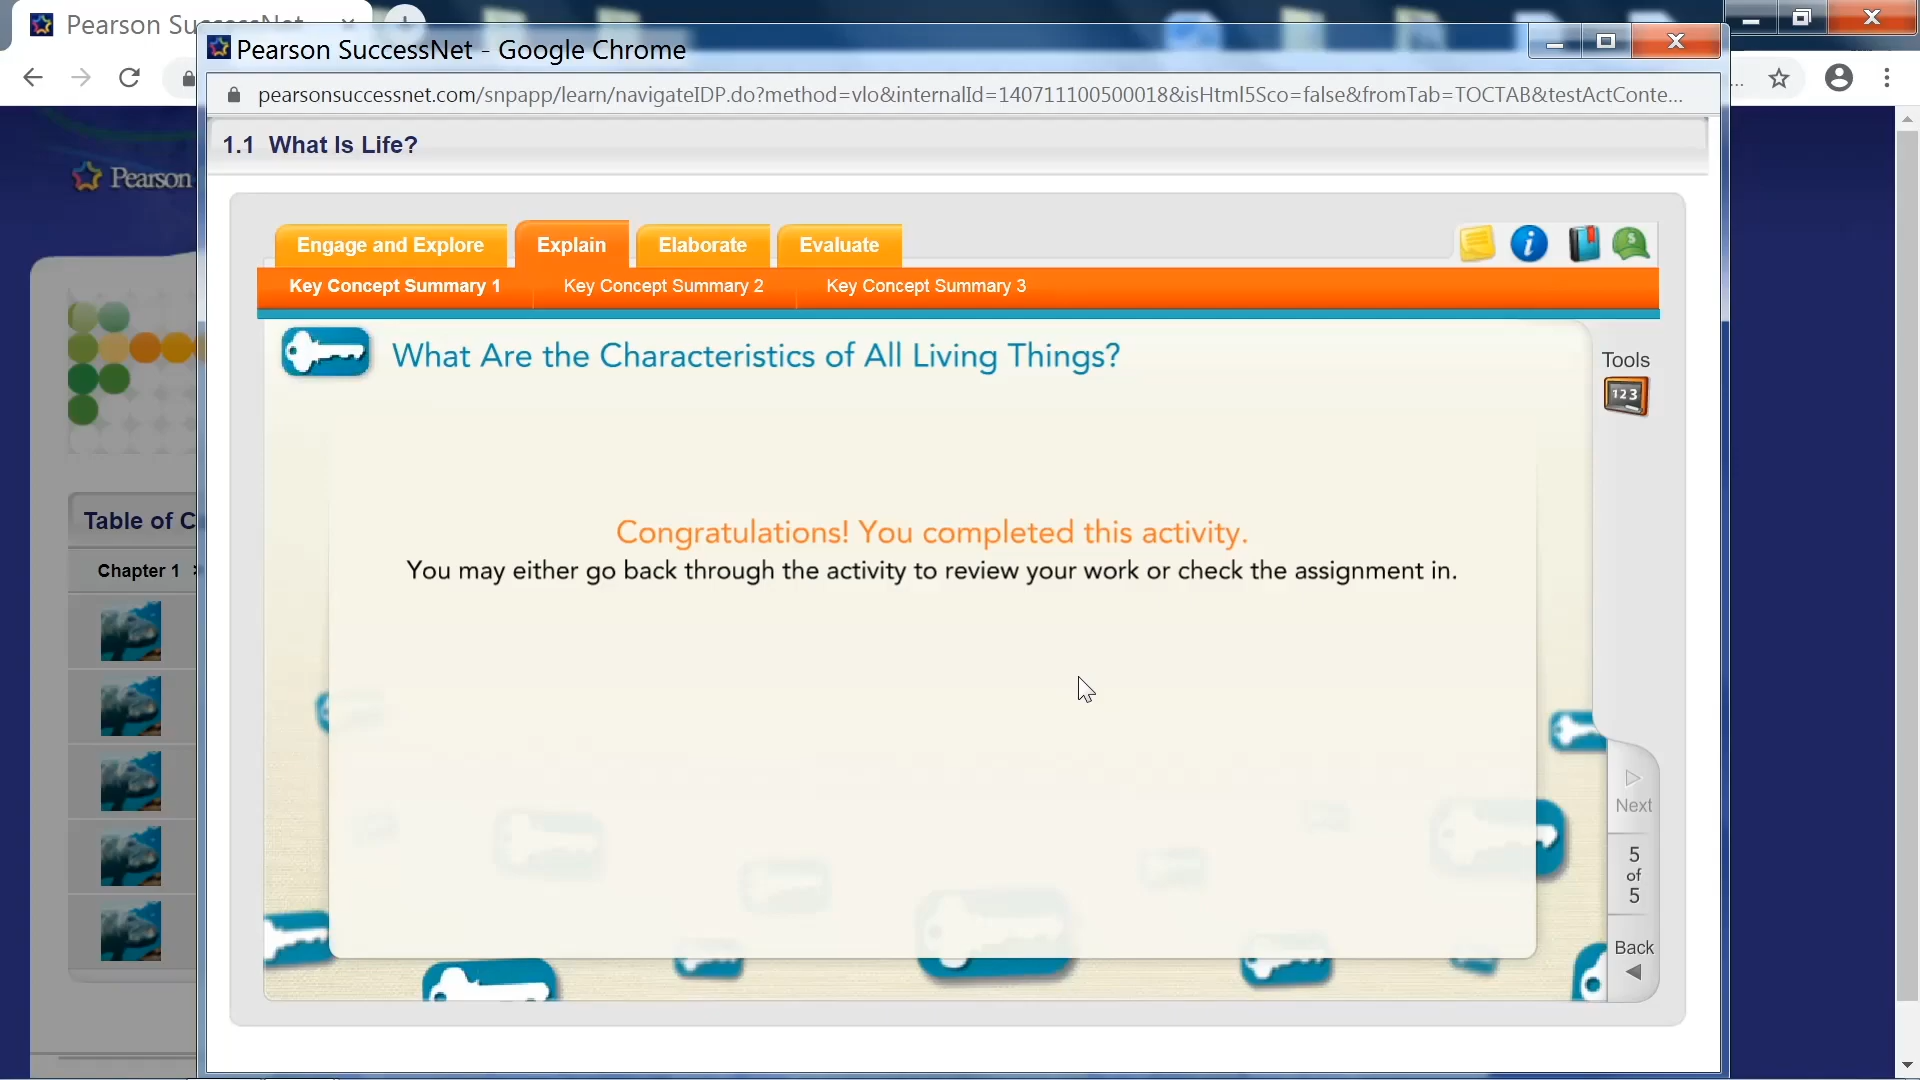 Pearson SuccessNet
Pearson SuccessNet - Google Chrome
pearsonsuccessnet.com/snpapp/learn/navigateIDP.do?method=vlo&internalId=140711100500018&isHtml5Sco=false&fromTab=TOCTAB&testActConte...
1.1 What Is Life?
Pearson
Engage and Explore
Explain
Elaborate
Evaluate
i
S
Key Concept Summary 1
Key Concept Summary 2
Key Concept Summary 3
What Are the Characteristics of All Living Things?
Tools
123
Table of C
Congratulations! You completed this activity.
Chapter 1
You may either go back through the activity to review your work or check the assignment in.
Next
5
of
5
Back